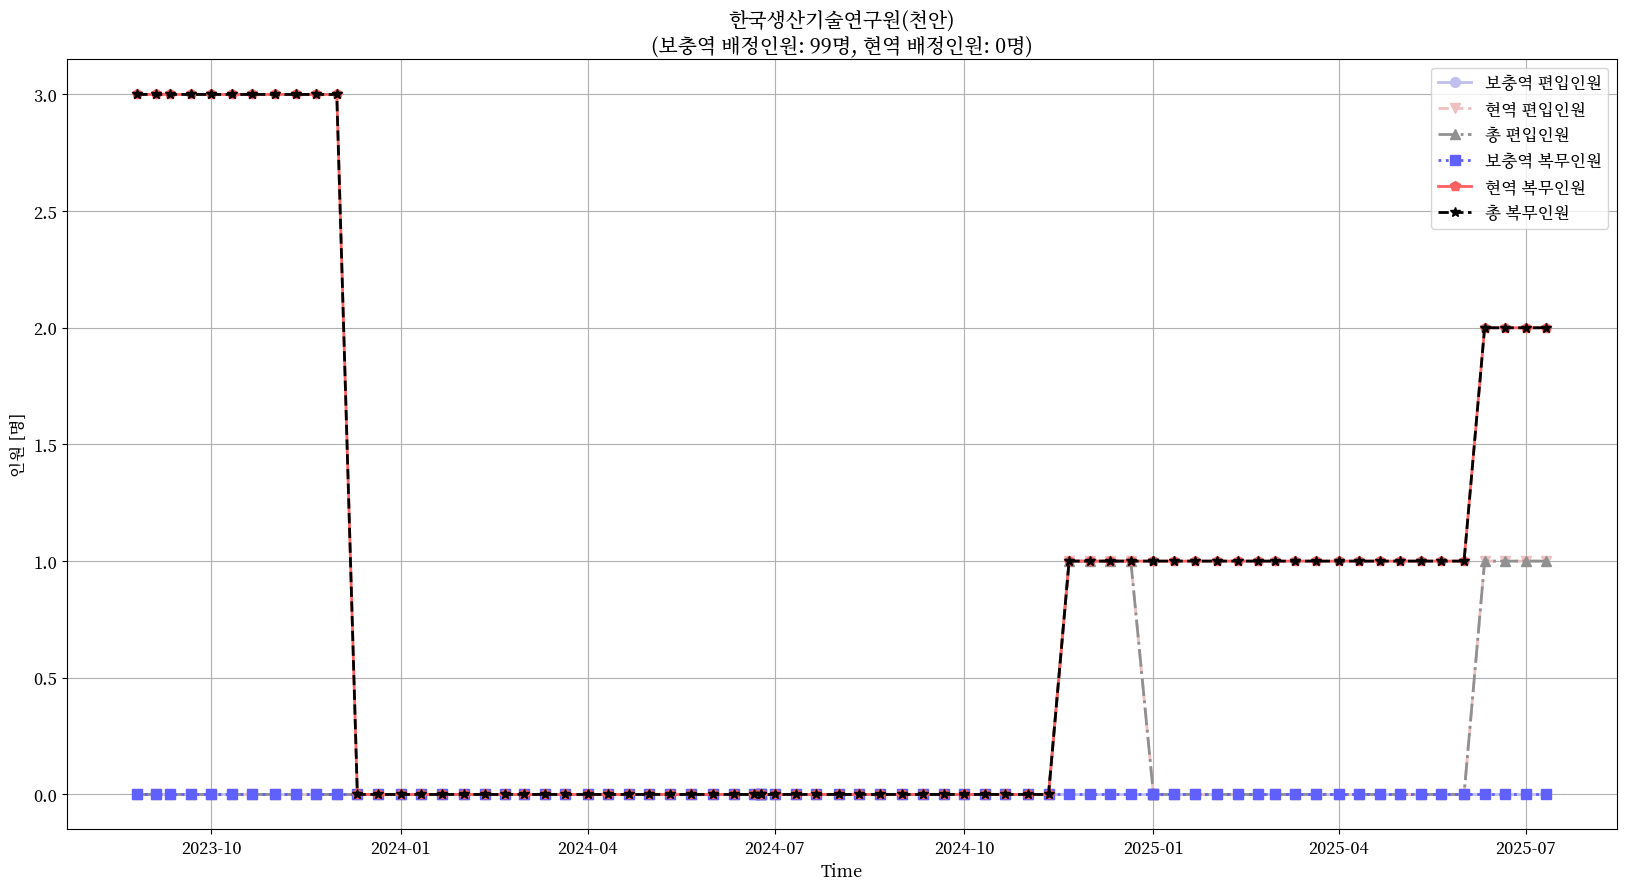 한국생산기술연구원(천안)
(보충역 배정인원: 99명, 현역 배정인원: 0명)
보충역 편입인원
현역 편입인원
총 편입인원
보충역 복무인원
현역 복무인원
총 복무인원
3.0
2.5
2.0
1.5
1.0
0.5
0.0
인원 [명]
2023-10 2024-01 2024-04 2024-07 2024-10 2025-01 2025-04 2025-07
Time